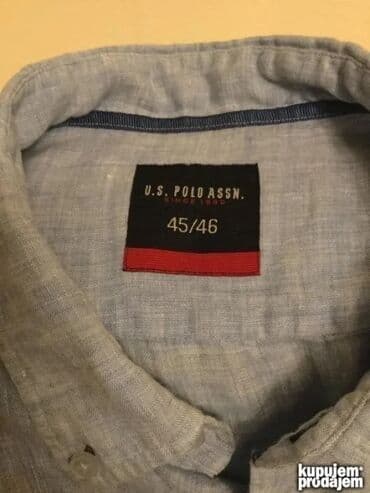 U.S. POLO ASSN.
SINCE 1890
45/46
kupujem
prodajem